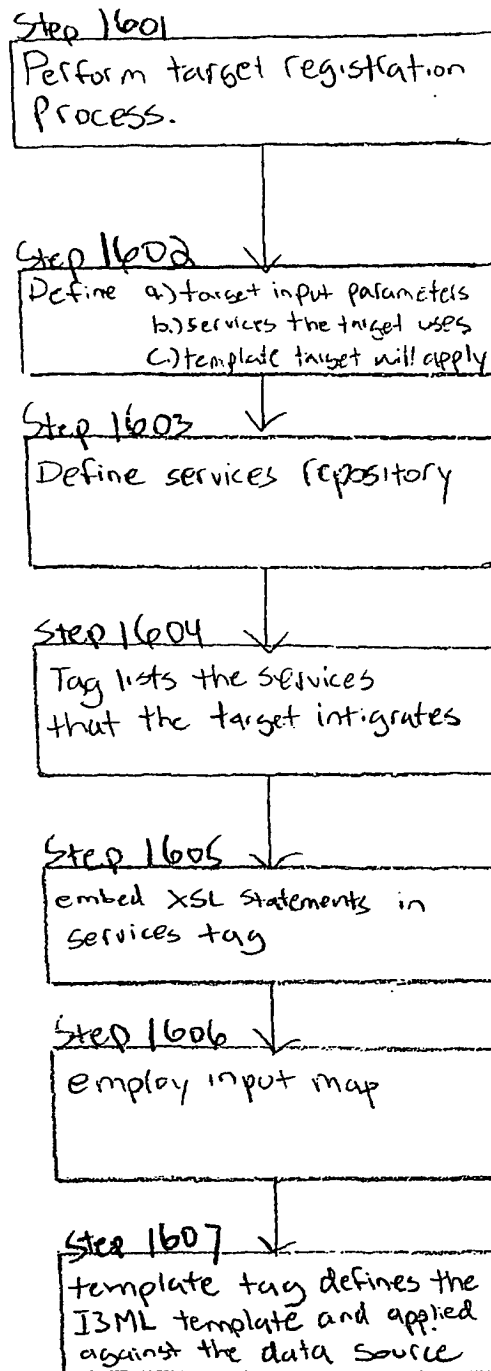 Step 1601
Perform target registration
Process.
Step 1602
Define a.) target input parameters
b.) services the target uses
c.) template target will apply
Step 1603
Define services repository
Step 1604
Tag lists the services
that the target intigrates
Step 1605
embed XSL statements in
services tag
Step 1606
employ input map
Step 1607
template tag defines the
I3ML template and applied
against the data source